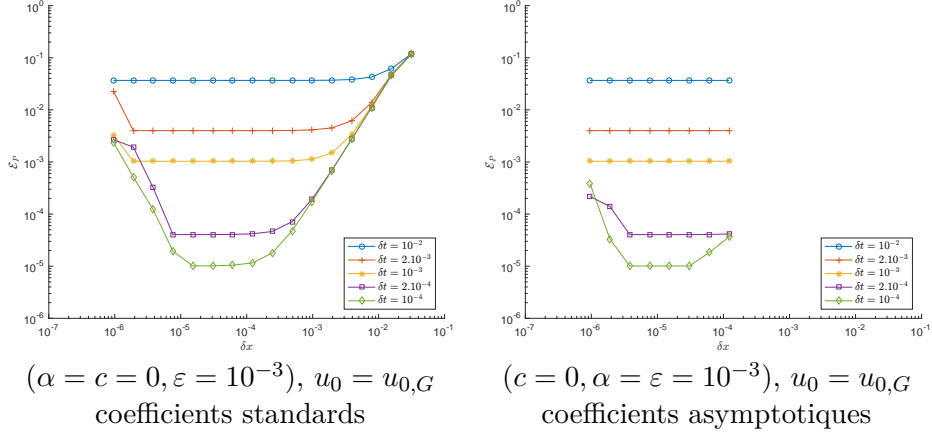 10^0
10^-1
10^-2
10^-3
10^-4
10^-5
10^-6
ℰ_P
10^-7
10^-6
10^-5
10^-4
10^-3
10^-2
10^-1
δx
δt = 10^-2
δt = 2.10^-3
δt = 10^-3
δt = 2.10^-4
δt = 10^-4
(α = c = 0, ε = 10^-3), u_0 = u_{0,G}
coefficients standards
10^0
10^-1
10^-2
10^-3
10^-4
10^-5
10^-6
ℰ_P
10^-7
10^-6
10^-5
10^-4
10^-3
10^-2
10^-1
δx
δt = 10^-2
δt = 2.10^-3
δt = 10^-3
δt = 2.10^-4
δt = 10^-4
(c = 0, α = ε = 10^-3), u_0 = u_{0,G}
coefficients asymptotiques